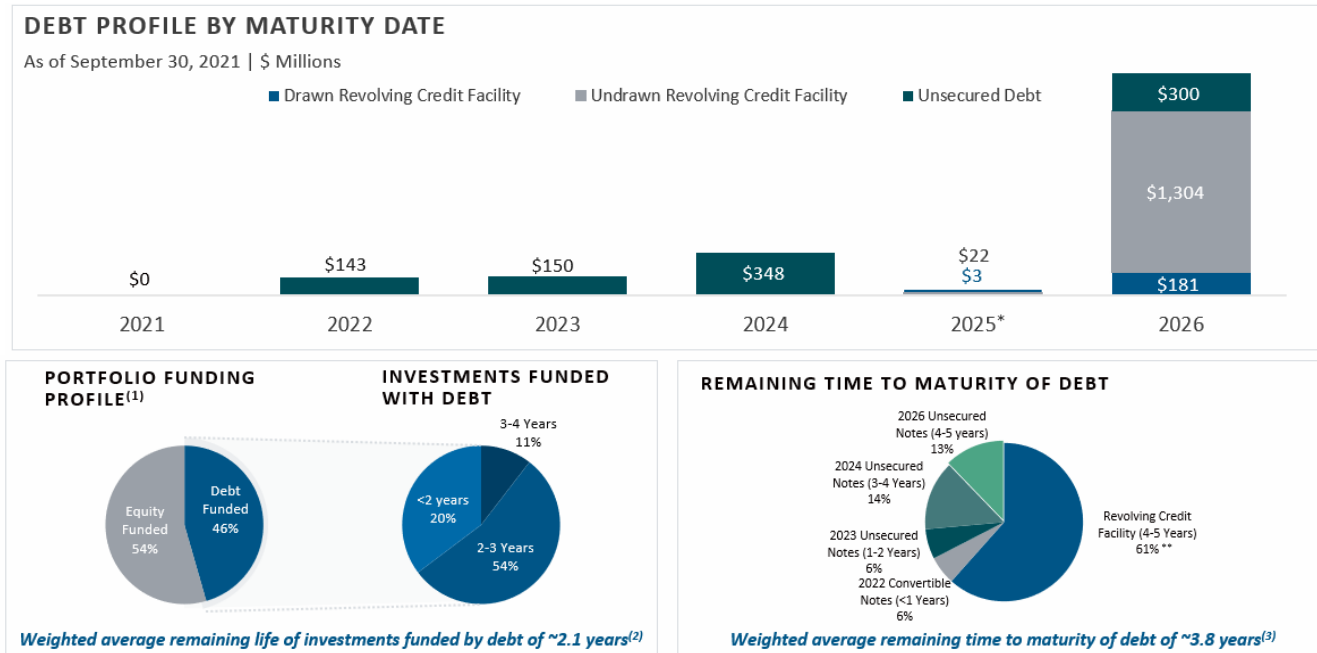 DEBT PROFILE BY MATURITY DATE
As of September 30, 2021 | $ Millions
Drawn Revolving Credit Facility
Undrawn Revolving Credit Facility
Unsecured Debt
$0
$143
$150
$348
$22
$3
$300
$1,304
$181
2021
2022
2023
2024
2025*
2026
PORTFOLIO FUNDING
PROFILE(1)
Equity
Funded
54%
Debt
Funded
46%
INVESTMENTS FUNDED
WITH DEBT
3-4 Years
11%
<2 years
20%
2-3 Years
54%
Weighted average remaining life of investments funded by debt of ~2.1 years(2)
REMAINING TIME TO MATURITY OF DEBT
2026 Unsecured
Notes (4-5 years)
13%
2024 Unsecured
Notes (3-4 Years)
14%
2023 Unsecured
Notes (1-2 Years)
6%
2022 Convertible
Notes (<1 Years)
6%
Revolving Credit
Facility (4-5 Years)
61% **
Weighted average remaining time to maturity of debt of ~3.8 years(3)